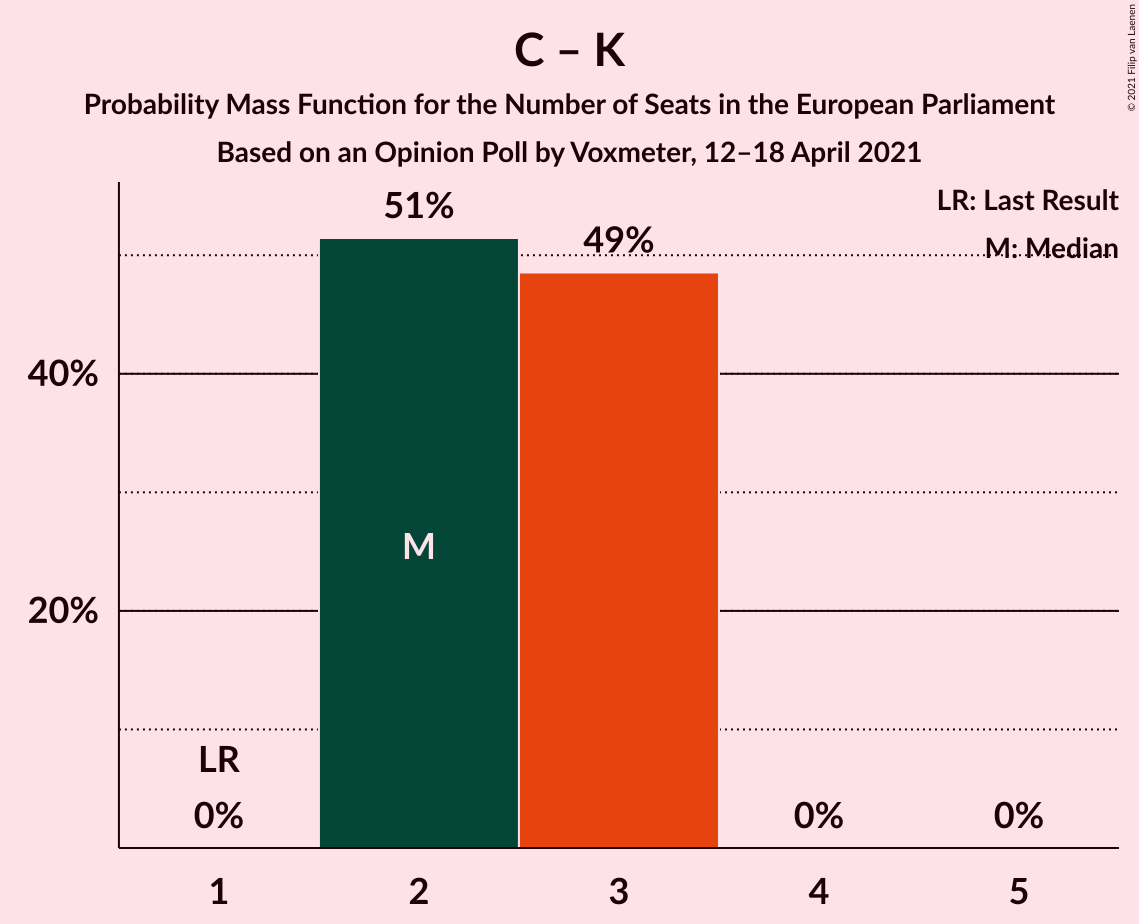 C – K
Probability Mass Function for the Number of Seats in the European Parliament
Based on an Opinion Poll by Voxmeter, 12–18 April 2021
© 2021 Filip van Laenen
LR: Last Result
M: Median
51%
49%
40%
20%
M
LR
0%
0%
0%
1
2
3
4
5